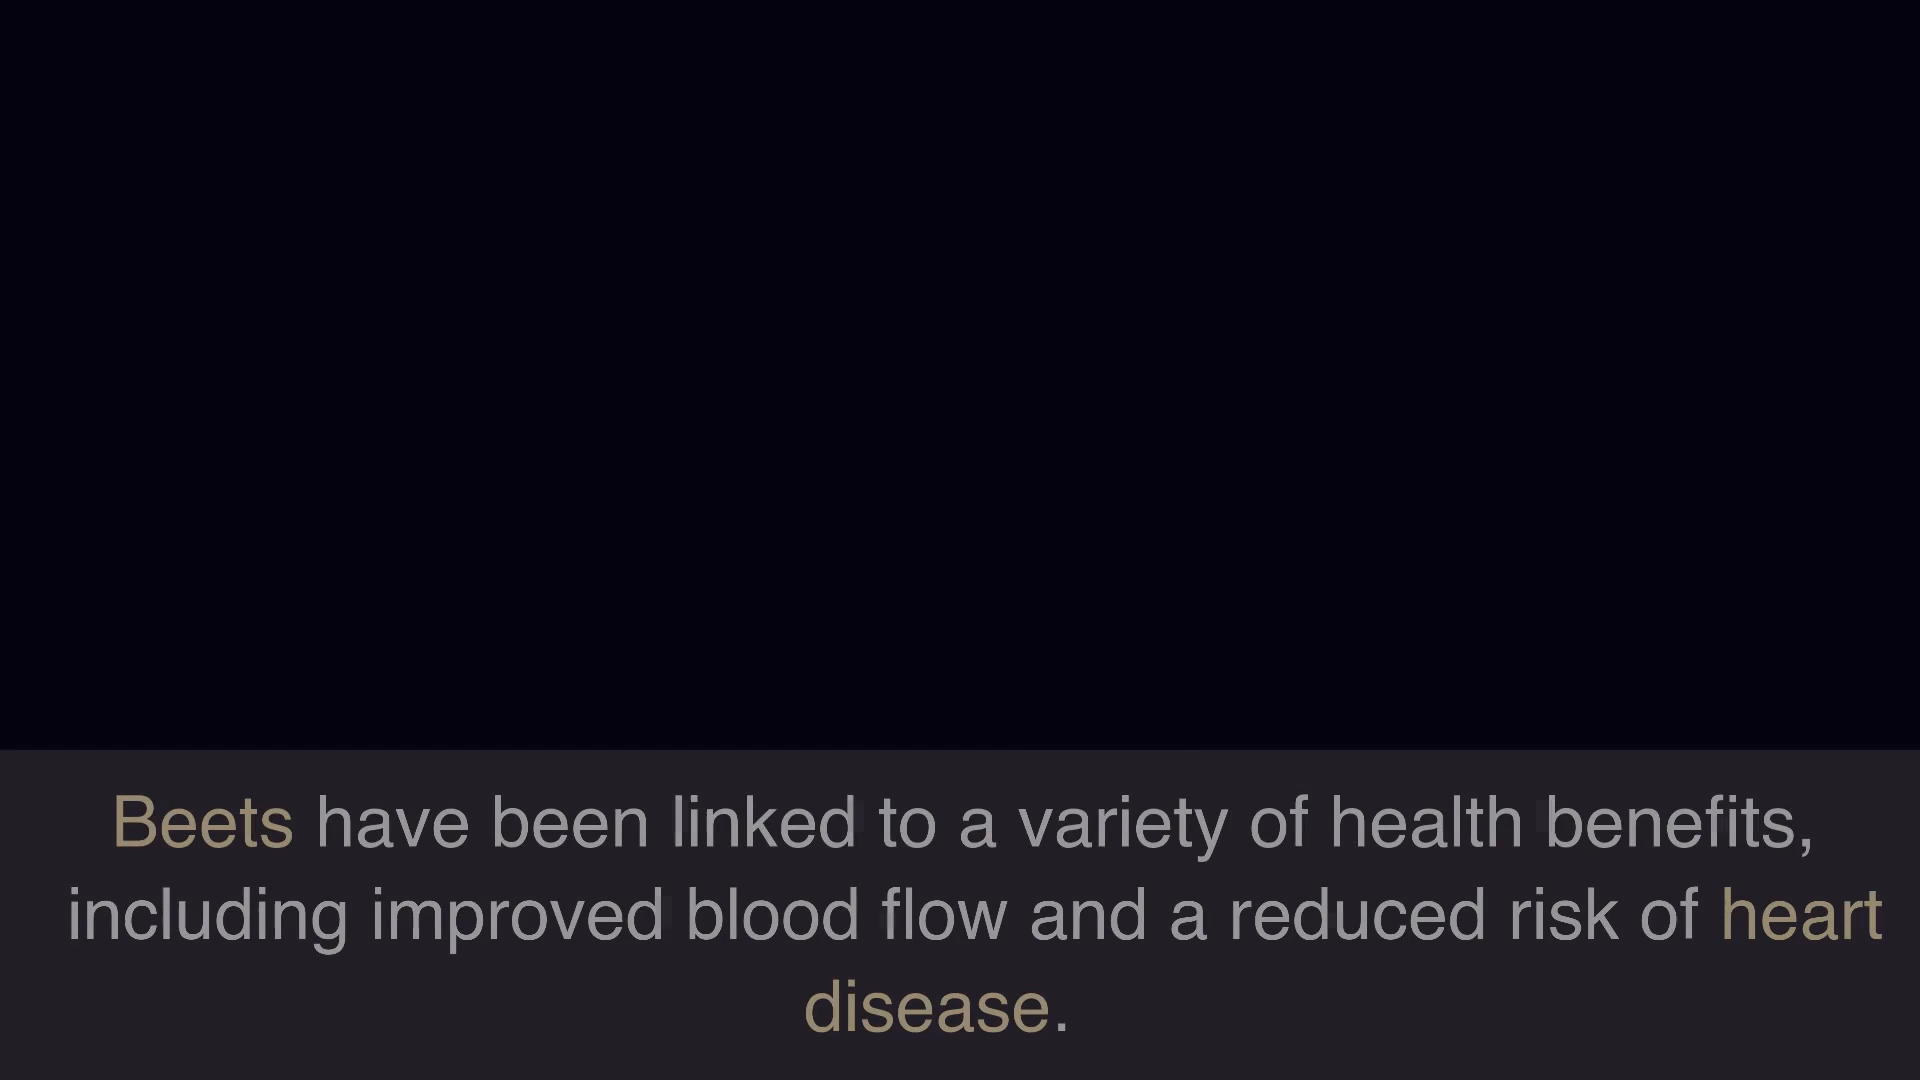 Beets have been linked to a variety of health benefits,
including improved blood flow and a reduced risk of heart
disease.